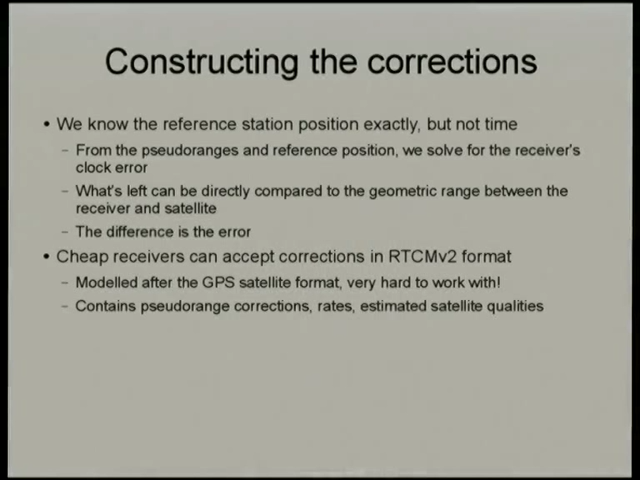 Constructing the corrections
• We know the reference station position exactly, but not time
– From the pseudoranges and reference position, we solve for the receiver's
clock error
– What's left can be directly compared to the geometric range between the
receiver and satellite
– The difference is the error
• Cheap receivers can accept corrections in RTCMv2 format
– Modelled after the GPS satellite format, very hard to work with!
– Contains pseudorange corrections, rates, estimated satellite qualities